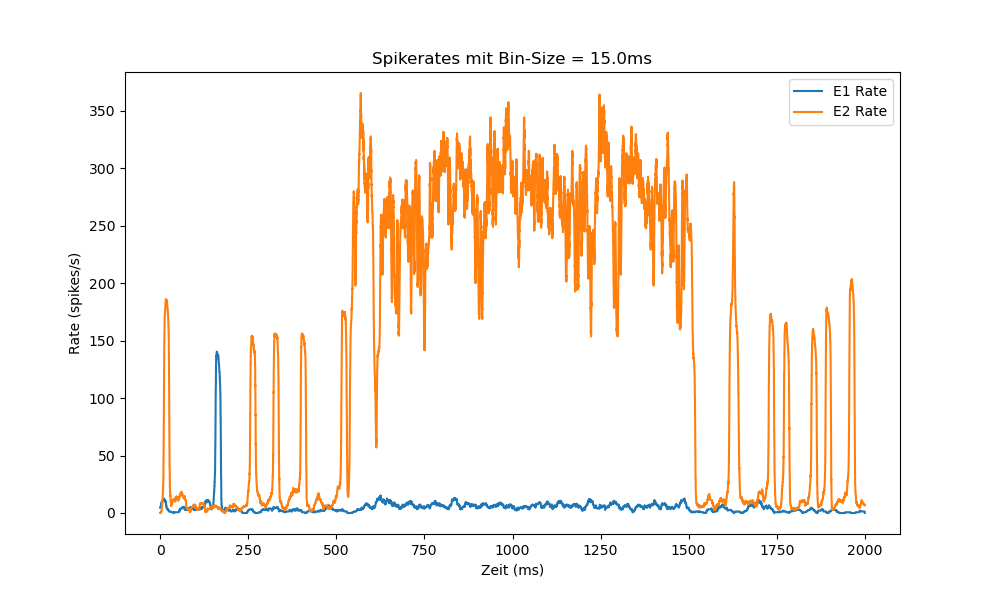 Spikerates mit Bin-Size = 15.0ms
E1 Rate
E2 Rate
Rate (spikes/s)
350
300
250
200
150
100
50
0
0 250 500 750 1000 1250 1500 1750 2000
Zeit (ms)